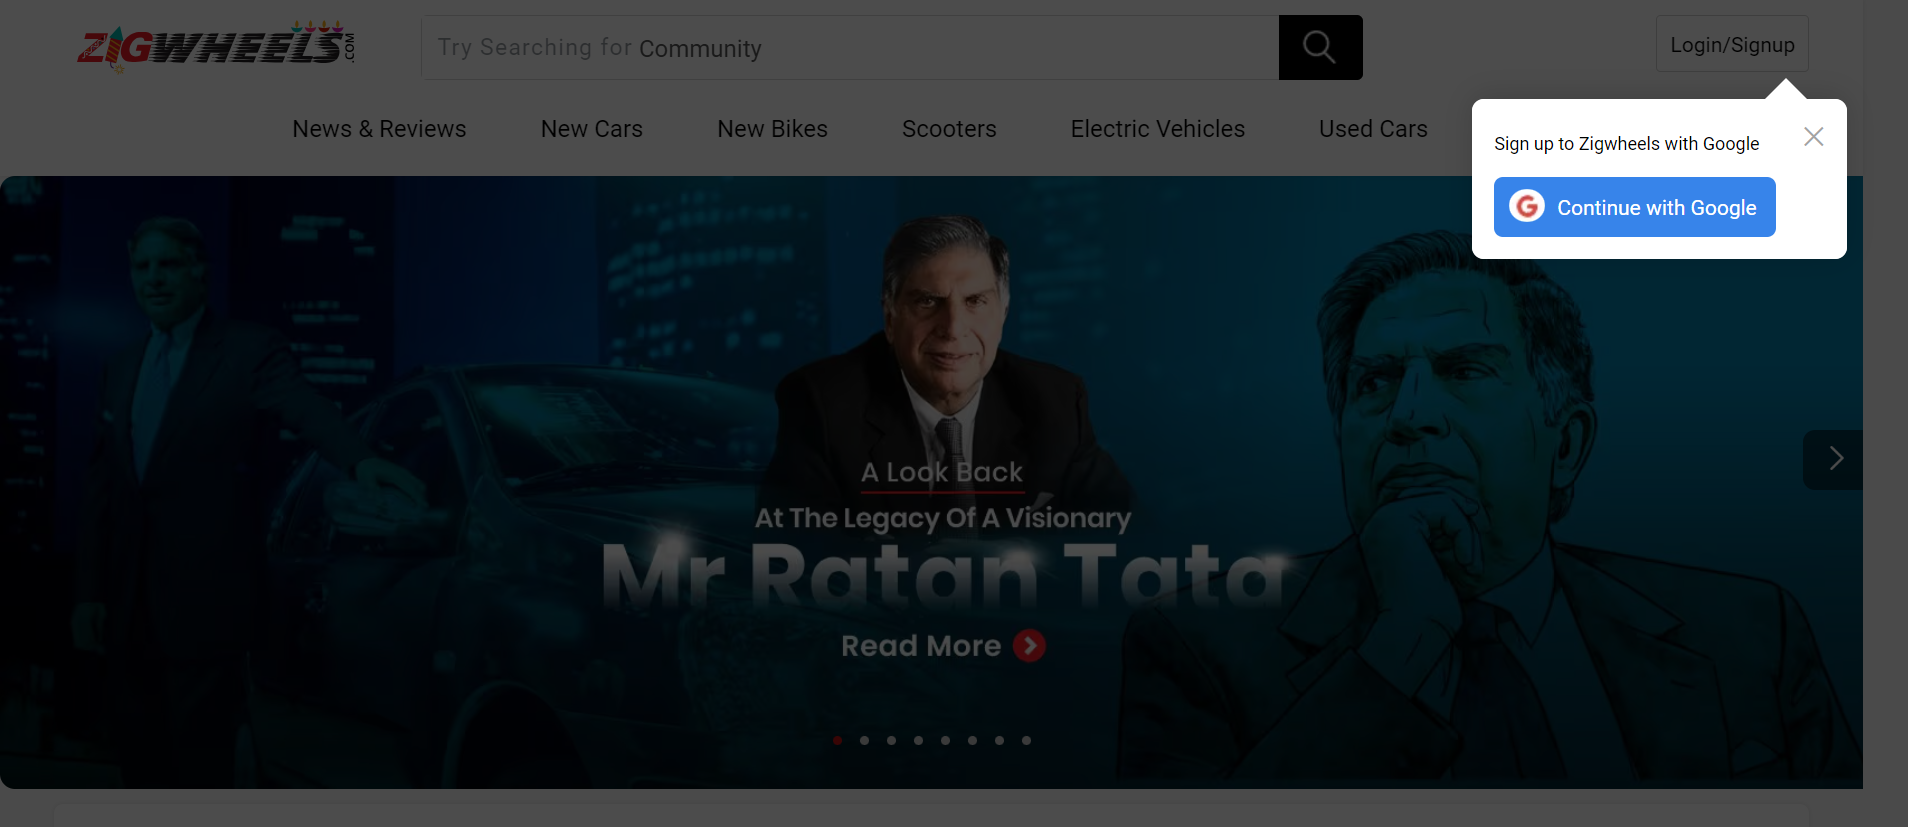 ZIGWHEELS.COM
Try Searching for Community
Login/Signup
News & Reviews
New Cars
New Bikes
Scooters
Electric Vehicles
Used Cars
Sign up to Zigwheels with Google
Continue with Google
A Look Back
At The Legacy Of A Visionary
Mr Ratan Tata
Read More